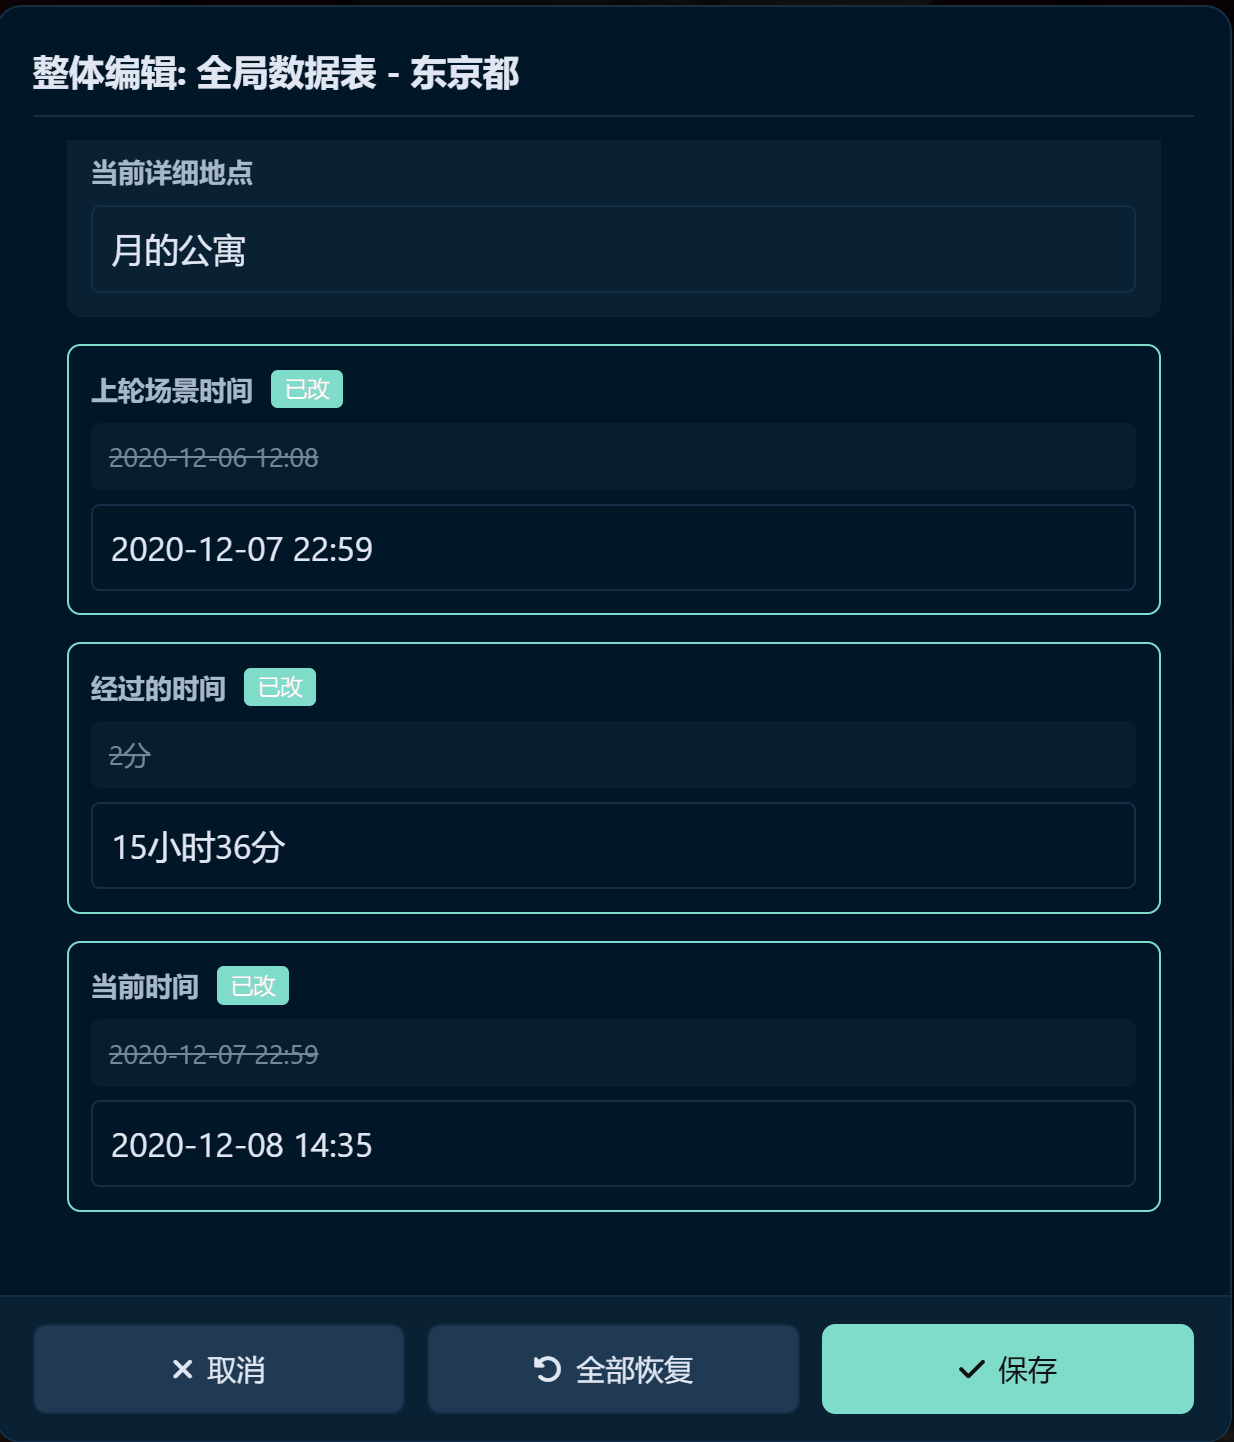 整体编辑: 全局数据表 - 东京都
当前详细地点
月的公寓
上轮场景时间 已改
2020-12-06 12:08
2020-12-07 22:59
经过的时间 已改
2分
15小时36分
当前时间 已改
2020-12-07 22:59
2020-12-08 14:35
取消 全部恢复 保存